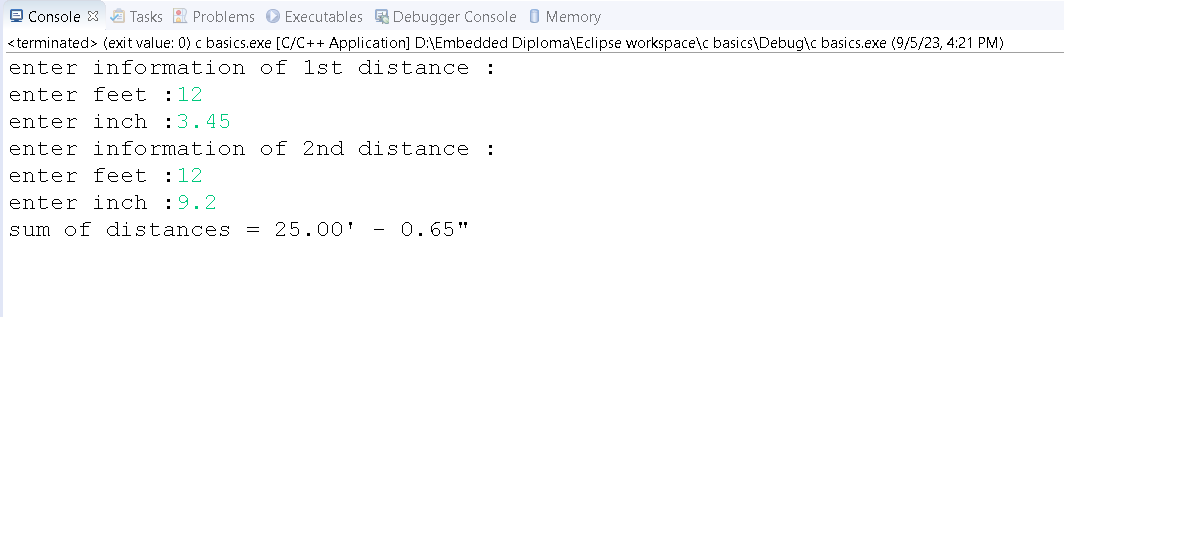 Console Tasks Problems Executables Debugger Console Memory
<terminated> (exit value: 0) c basics.exe [C/C++ Application] D:\Embedded Diploma\Eclipse workspace\c basics\Debug\c basics.exe (9/5/23, 4:21 PM)
enter information of 1st distance :
enter feet :12
enter inch :3.45
enter information of 2nd distance :
enter feet :12
enter inch :9.2
sum of distances = 25.00' - 0.65"